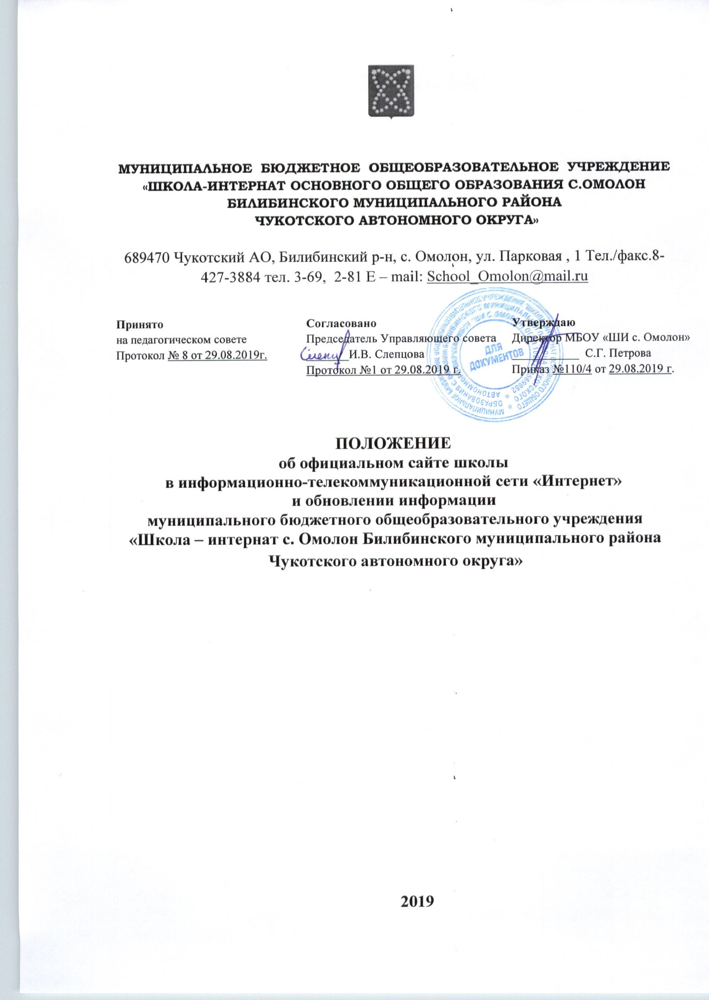 МУНИЦИПАЛЬНОЕ БЮДЖЕТНОЕ ОБЩЕОБРАЗОВАТЕЛЬНОЕ УЧРЕЖДЕНИЕ
«ШКОЛА-ИНТЕРНАТ ОСНОВНОГО ОБЩЕГО ОБРАЗОВАНИЯ С.ОМОЛОН
БИЛИБИНСКОГО МУНИЦИПАЛЬНОГО РАЙОНА
ЧУКОТСКОГО АВТОНОМНОГО ОКРУГА»
689470 Чукотский АО, Билибинский р-н, с. Омолон, ул. Парковая , 1 Тел./факс.8-
427-3884 тел. 3-69, 2-81 E – mail: School_Omolon@mail.ru
Принято
на педагогическом совете
Протокол № 8 от 29.08.2019г.
Согласовано
Председатель Управляющего совета
И.В. Слепцова
Протокол №1 от 29.08.2019 г.
Утверждаю
Директор МБОУ «ШИ с. Омолон»
С.Г. Петрова
Приказ №110/4 от 29.08.2019 г.
ДЛЯ
ДОКУМЕНТОВ
ПОЛОЖЕНИЕ
об официальном сайте школы
в информационно-телекоммуникационной сети «Интернет»
и обновлении информации
муниципального бюджетного общеобразовательного учреждения
«Школа – интернат с. Омолон Билибинского муниципального района
Чукотского автономного округа»
2019